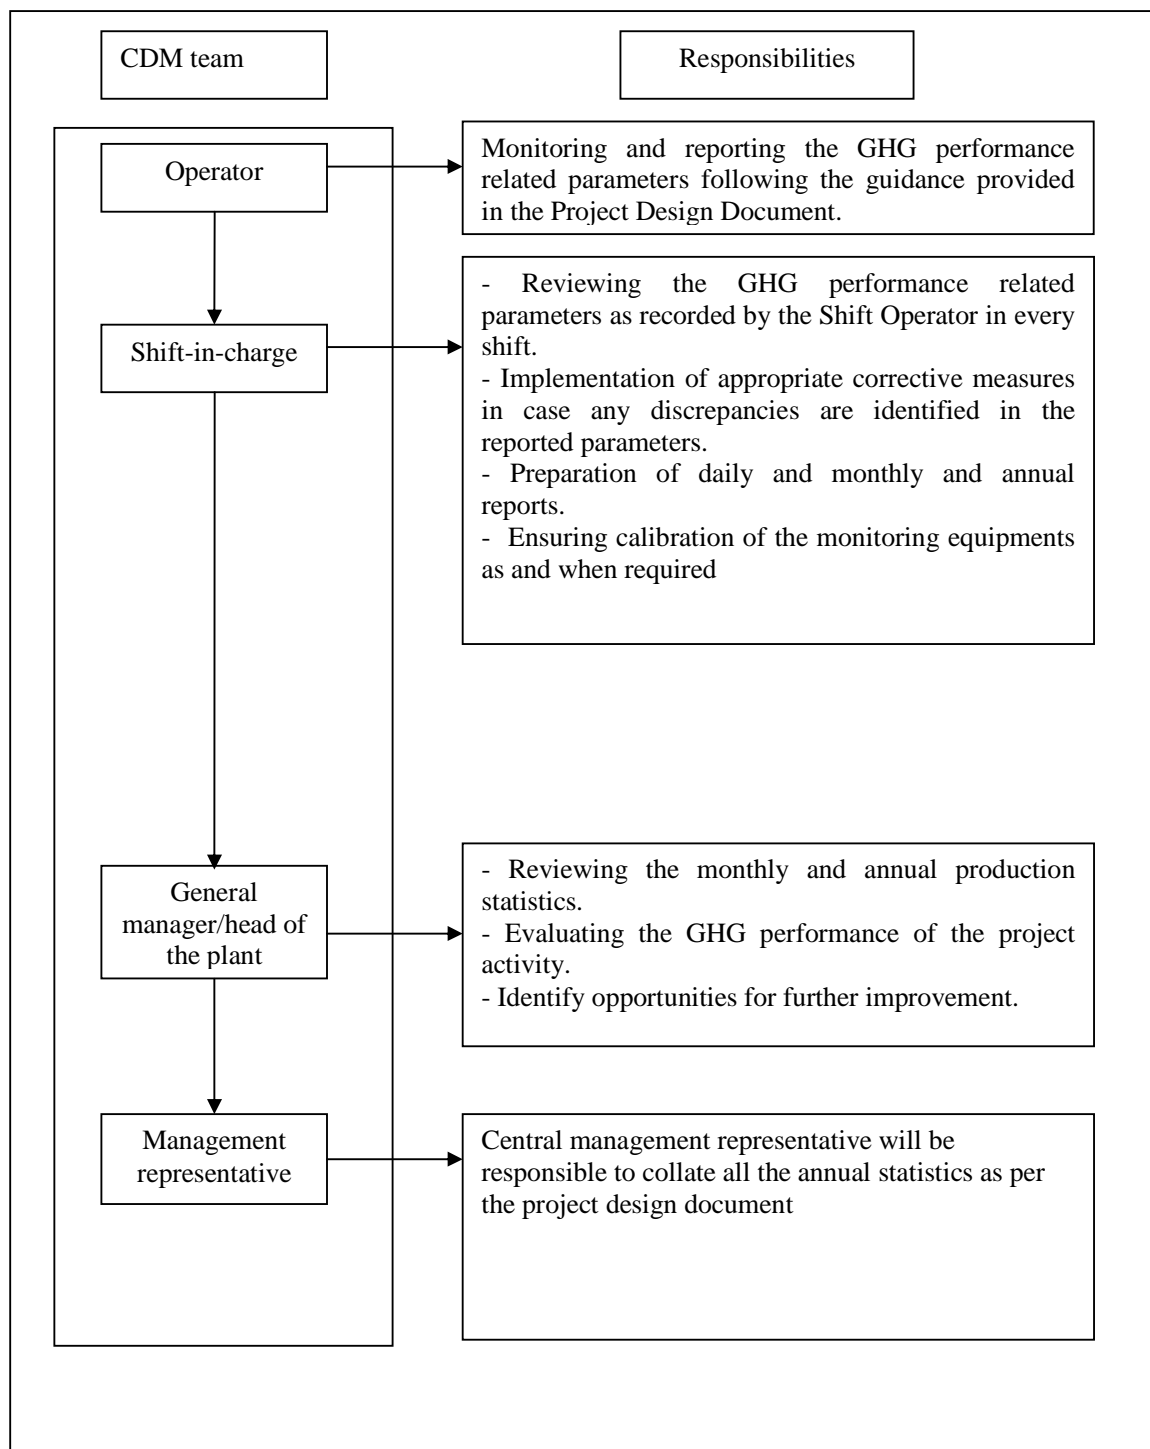 CDM team
Responsibilities
Operator
Monitoring and reporting the GHG performance
related parameters following the guidance provided
in the Project Design Document.
Shift-in-charge
- Reviewing the GHG performance related
parameters as recorded by the Shift Operator in every
shift.
- Implementation of appropriate corrective measures
in case any discrepancies are identified in the
reported parameters.
- Preparation of daily and monthly and annual
reports.
- Ensuring calibration of the monitoring equipments
as and when required
General
manager/head of
the plant
- Reviewing the monthly and annual production
statistics.
- Evaluating the GHG performance of the project
activity.
- Identify opportunities for further improvement.
Management
representative
Central management representative will be
responsible to collate all the annual statistics as per
the project design document